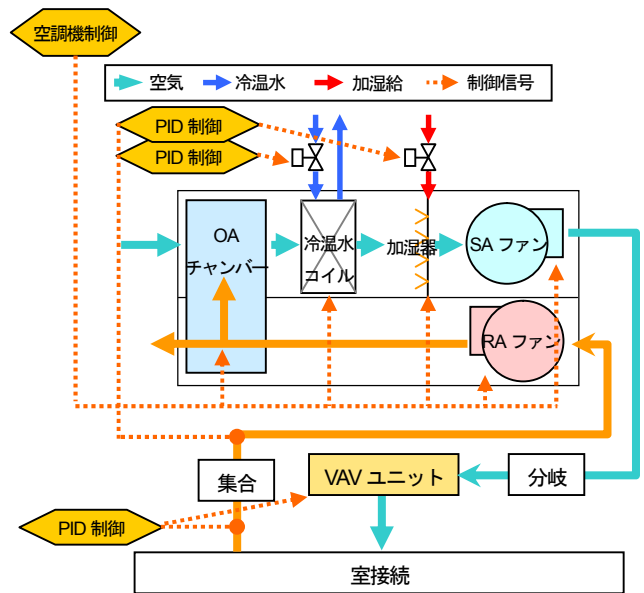 空調機制御
空気
冷温水
加湿給
制御信号
PID 制御
PID 制御
OA
チャンバー
冷温水
コイル
加湿器
SA ファン
RA ファン
集合
VAV ユニット
分岐
PID 制御
室接続